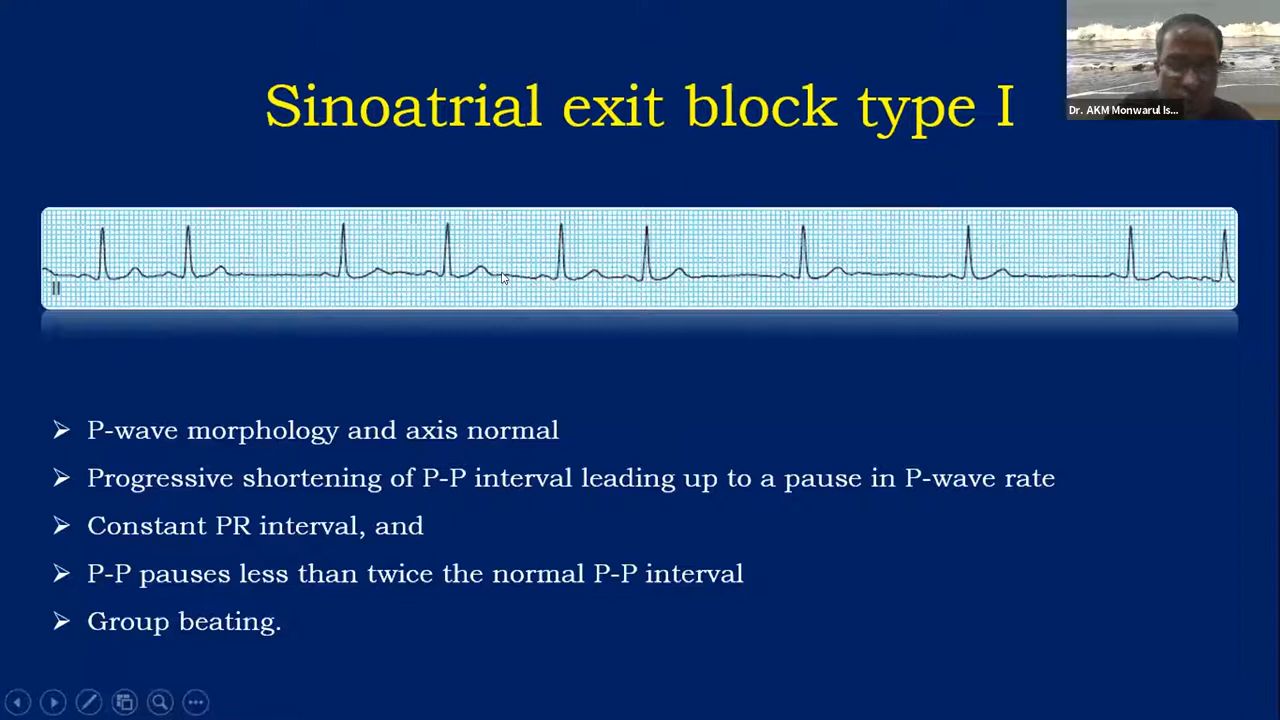 Dr. AKM Monwarul Is...
Sinoatrial exit block type I
II
P-wave morphology and axis normal
Progressive shortening of P-P interval leading up to a pause in P-wave rate
Constant PR interval, and
P-P pauses less than twice the normal P-P interval
Group beating.